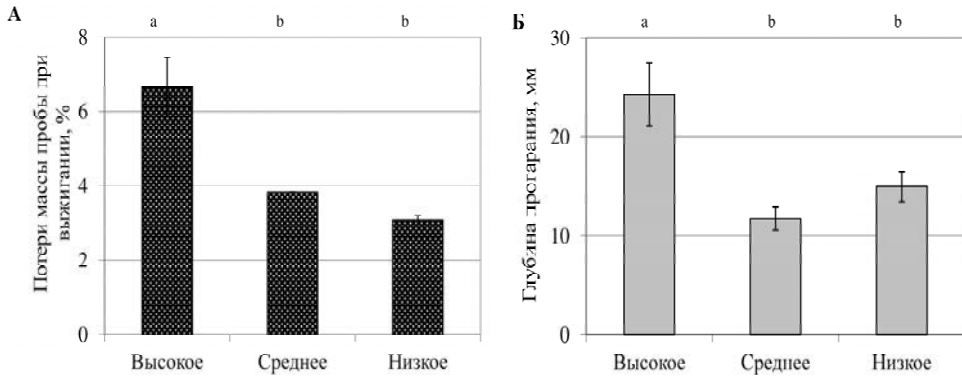 А
a b b
Потери массы пробы при
выжигании, %
8
6
4
2
0
Высокое Среднее Низкое
Б
a b b
Глубина прогарания, мм
30
20
10
0
Высокое Среднее Низкое